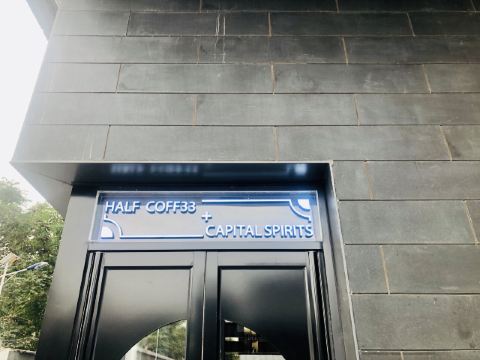 HALF COFF33
+
CAPITAL SPIRITS